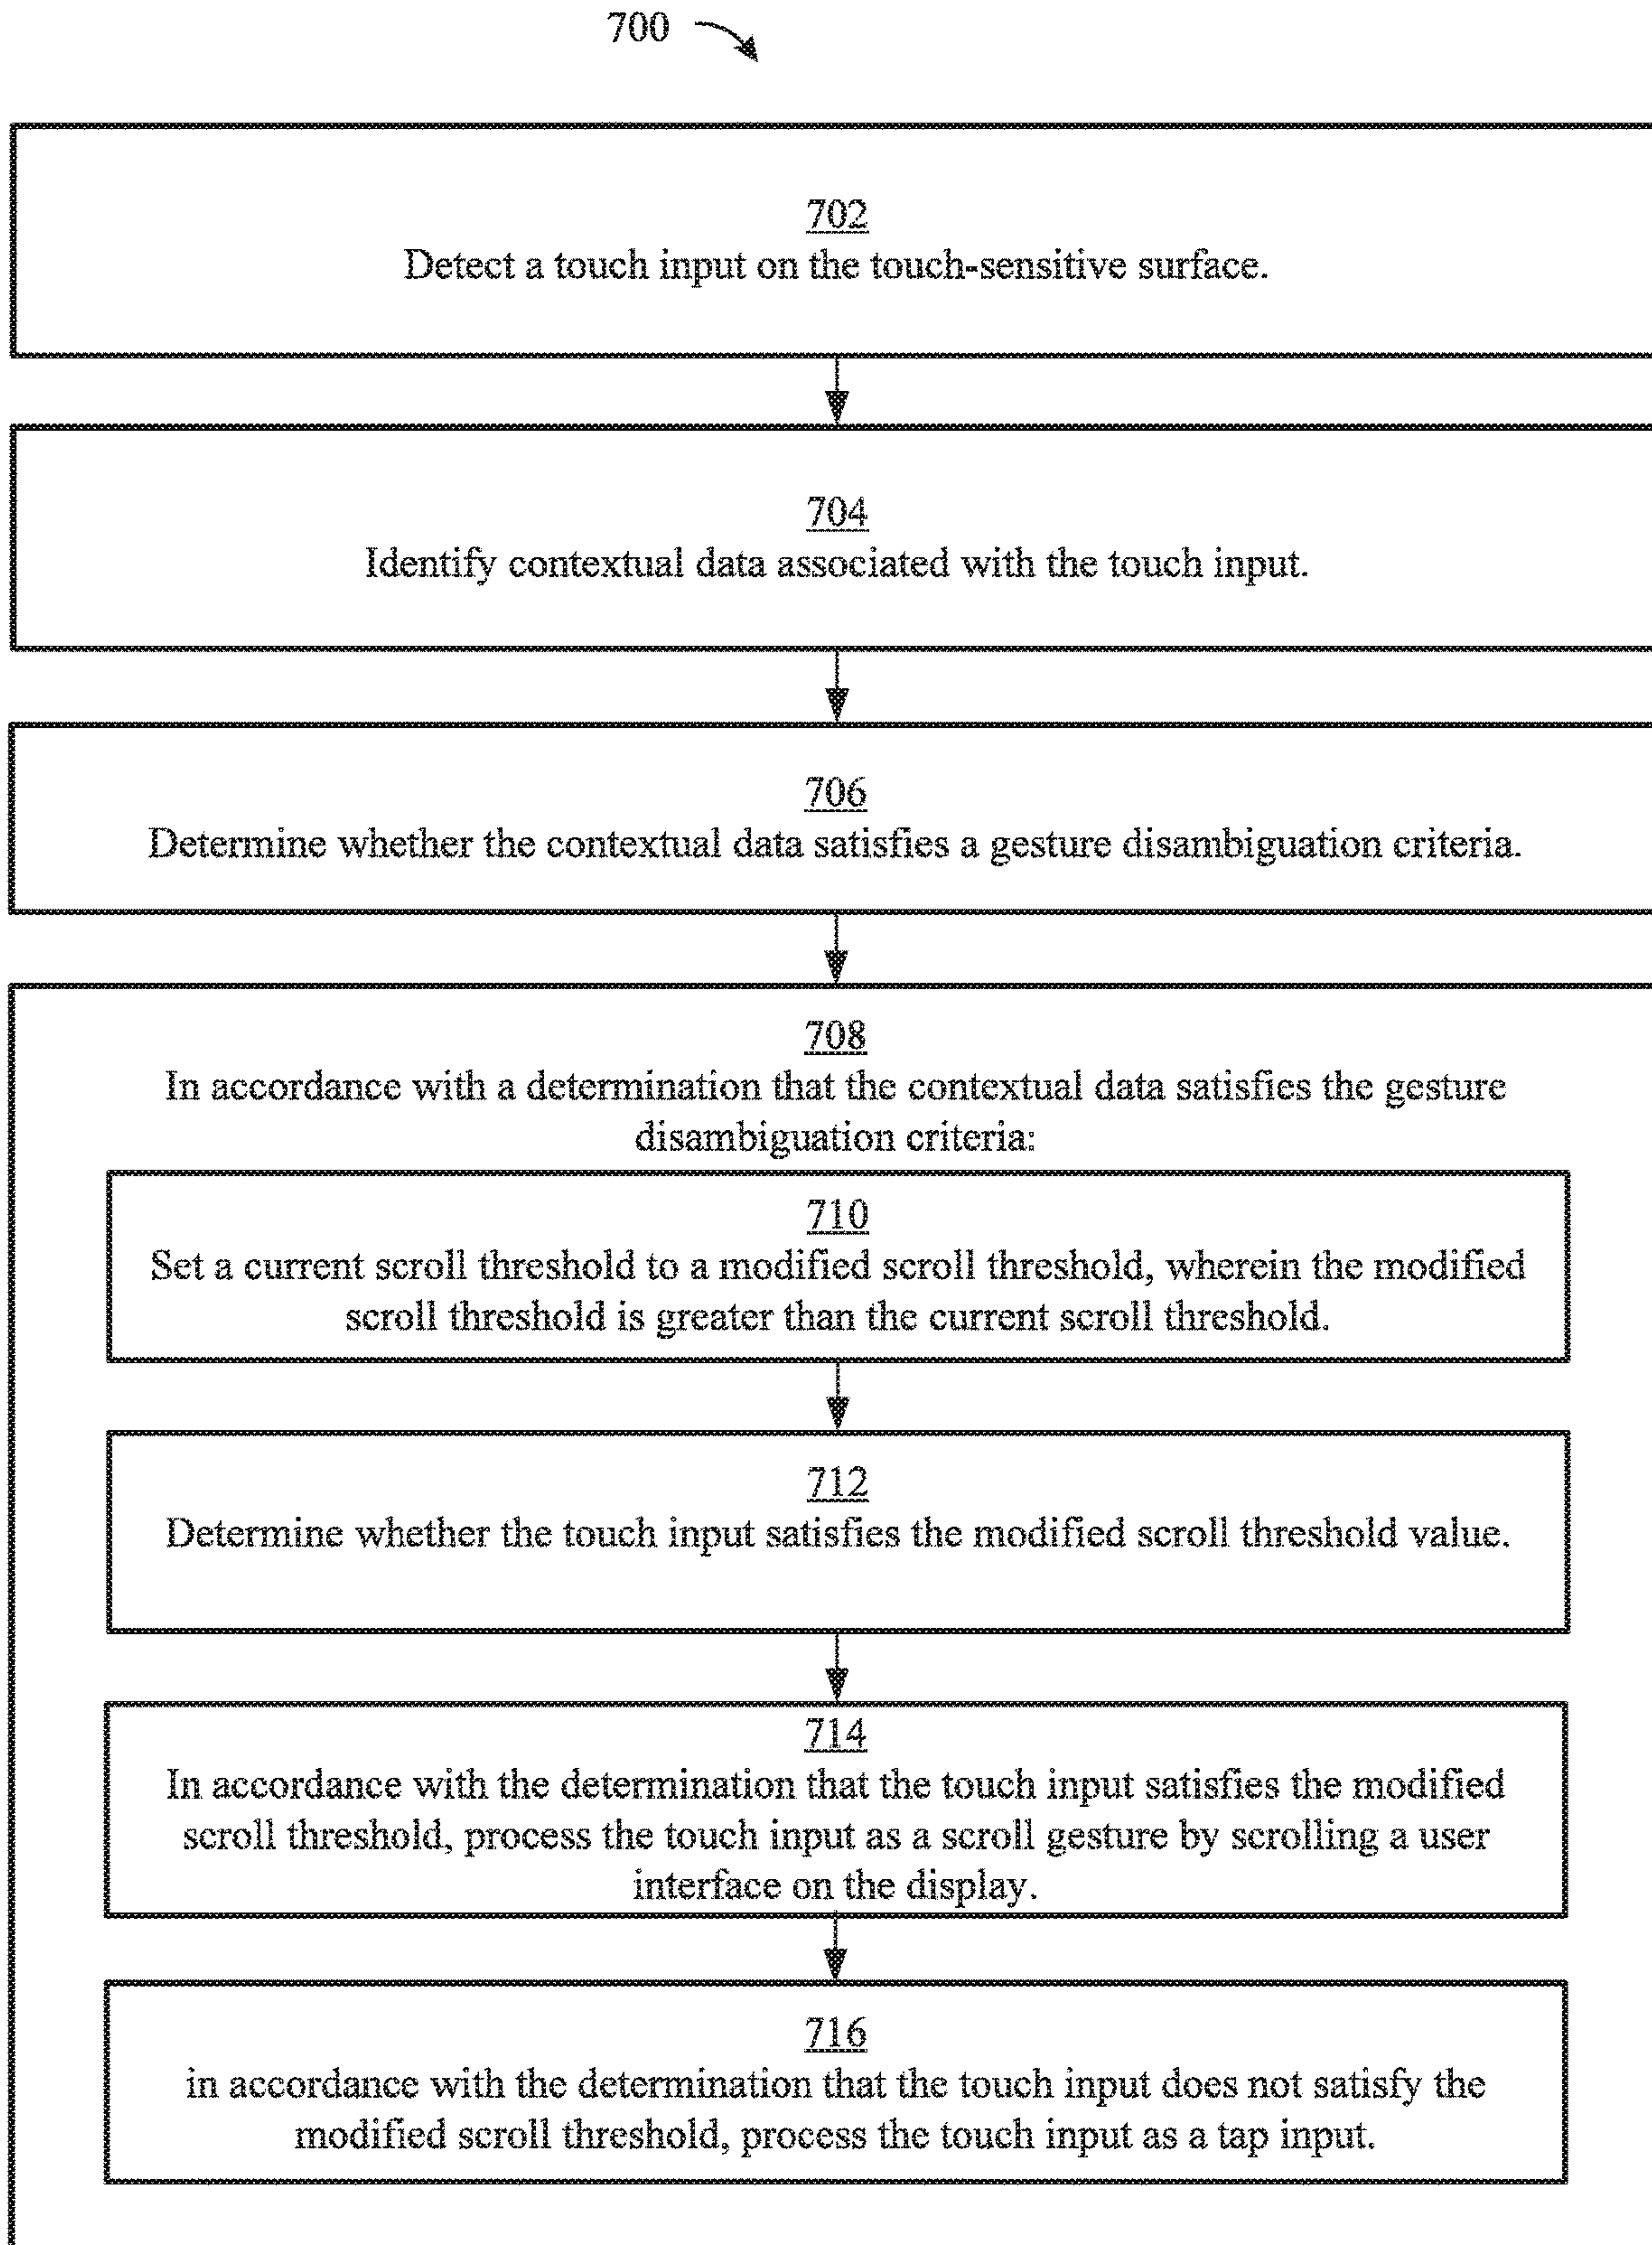 700
702
Detect a touch input on the touch-sensitive surface.
704
Identify contextual data associated with the touch input.
706
Determine whether the contextual data satisfies a gesture disambiguation criteria.
708
In accordance with a determination that the contextual data satisfies the gesture
disambiguation criteria:
710
Set a current scroll threshold to a modified scroll threshold, wherein the modified
scroll threshold is greater than the current scroll threshold.
712
Determine whether the touch input satisfies the modified scroll threshold value.
714
In accordance with the determination that the touch input satisfies the modified
scroll threshold, process the touch input as a scroll gesture by scrolling a user
interface on the display.
716
in accordance with the determination that the touch input does not satisfy the
modified scroll threshold, process the touch input as a tap input.